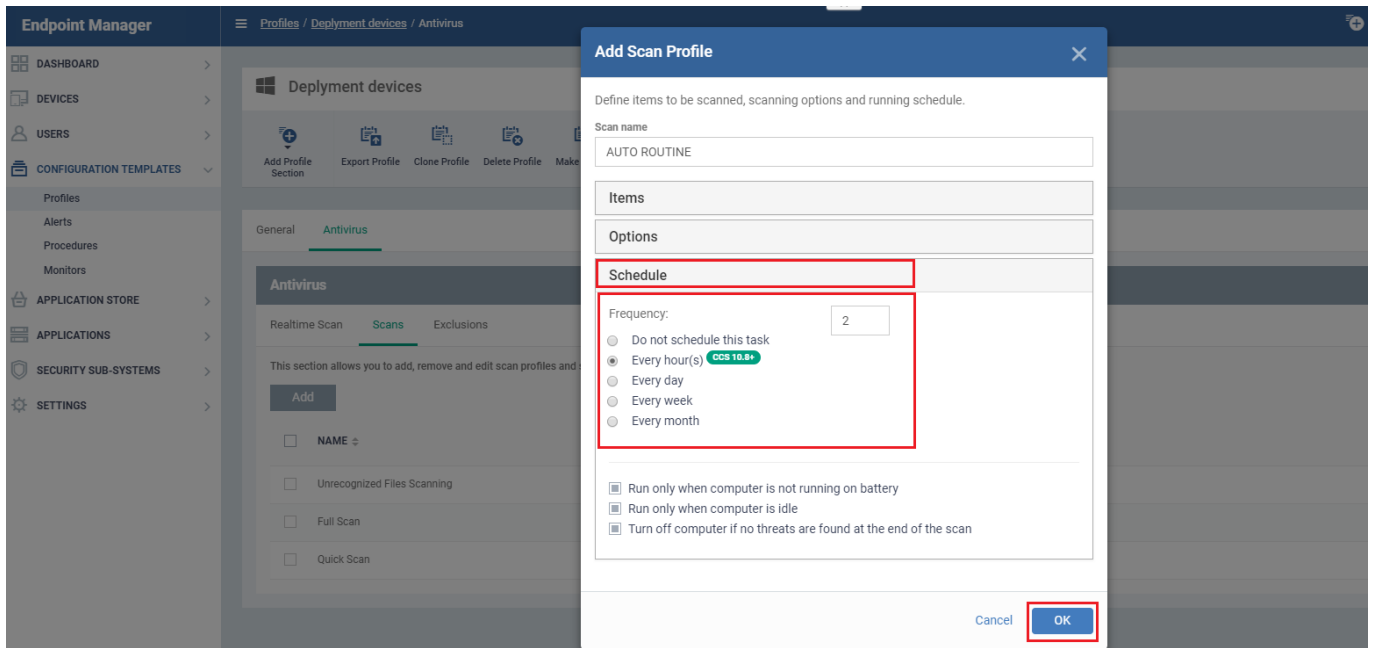 Endpoint Manager
Profiles / Deplyment devices / Antivirus
DASHBOARD
DEVICES
USERS
CONFIGURATION TEMPLATES
Profiles
Alerts
Procedures
Monitors
APPLICATION STORE
APPLICATIONS
SECURITY SUB-SYSTEMS
SETTINGS
Deplyment devices
Add Profile
Section
Export Profile
Clone Profile
Delete Profile
Make
General
Antivirus
Antivirus
Realtime Scan
Scans
Exclusions
This section allows you to add, remove and edit scan profiles and
Add
NAME
Unrecognized Files Scanning
Full Scan
Quick Scan
Add Scan Profile
Define items to be scanned, scanning options and running schedule.
Scan name
AUTO ROUTINE
Items
Options
Schedule
Frequency:
2
Do not schedule this task
Every hour(s) CCS 10.8+
Every day
Every week
Every month
Run only when computer is not running on battery
Run only when computer is idle
Turn off computer if no threats are found at the end of the scan
Cancel
OK